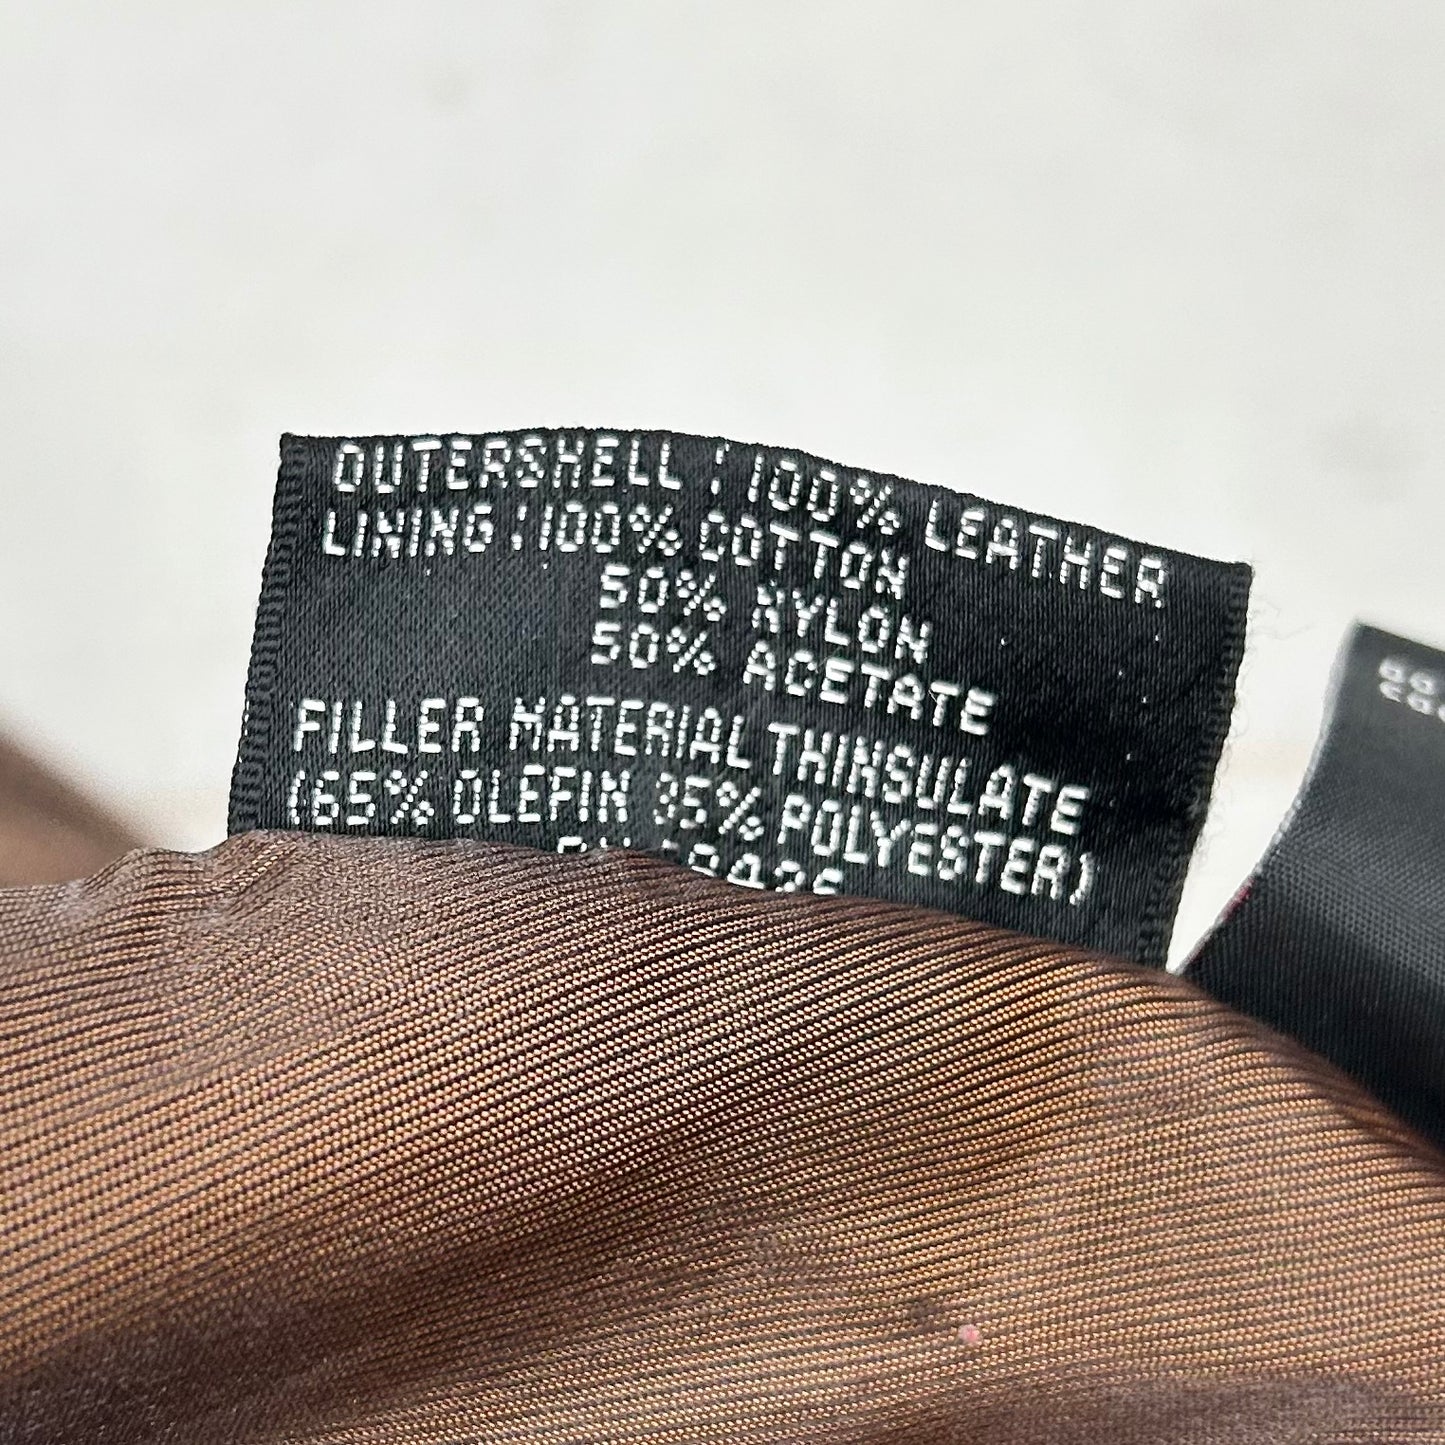 OUTERSHELL : 100% LEATHER
LINING : 100% COTTON
50% NYLON
50% ACETATE
FILLER MATERIAL THINSULATE
(65% OLEFIN 35% POLYESTER)